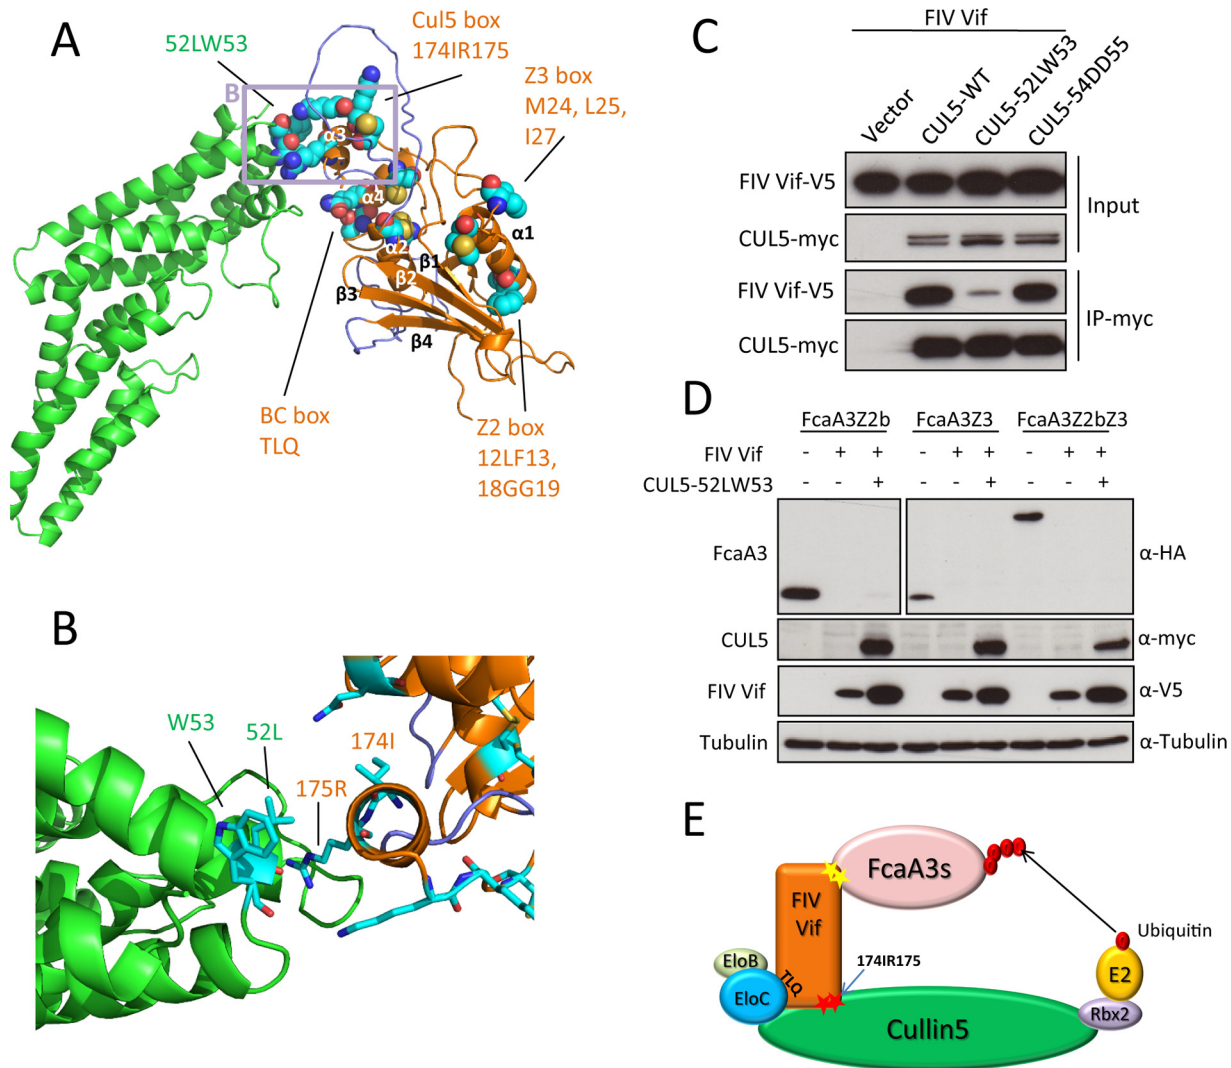 A
52LW53
Cul5 box
174IR175
Z3 box
M24, L25,
I27
B
α3
α4
α2
α1
β1
β2
β3
β4
BC box
TLQ
Z2 box
12LF13,
18GG19
B
W53
52L
174I
175R
C
FIV Vif
Vector
CUL5-WT
CUL5-52LW53
CUL5-54DD55
FIV Vif-V5
CUL5-myc
Input
FIV Vif-V5
CUL5-myc
IP-myc
D
FcaA3Z2b FcaA3Z3 FcaA3Z2bZ3
FIV Vif - + + - + + - + +
CUL5-52LW53 - - + - - + - - +
FcaA3 α-HA
CUL5 α-myc
FIV Vif α-V5
Tubulin α-Tubulin
E
FcaA3s
FIV
Vif
Ubiquitin
EloB
EloC
TLQ
174IR175
E2
Rbx2
Cullin5